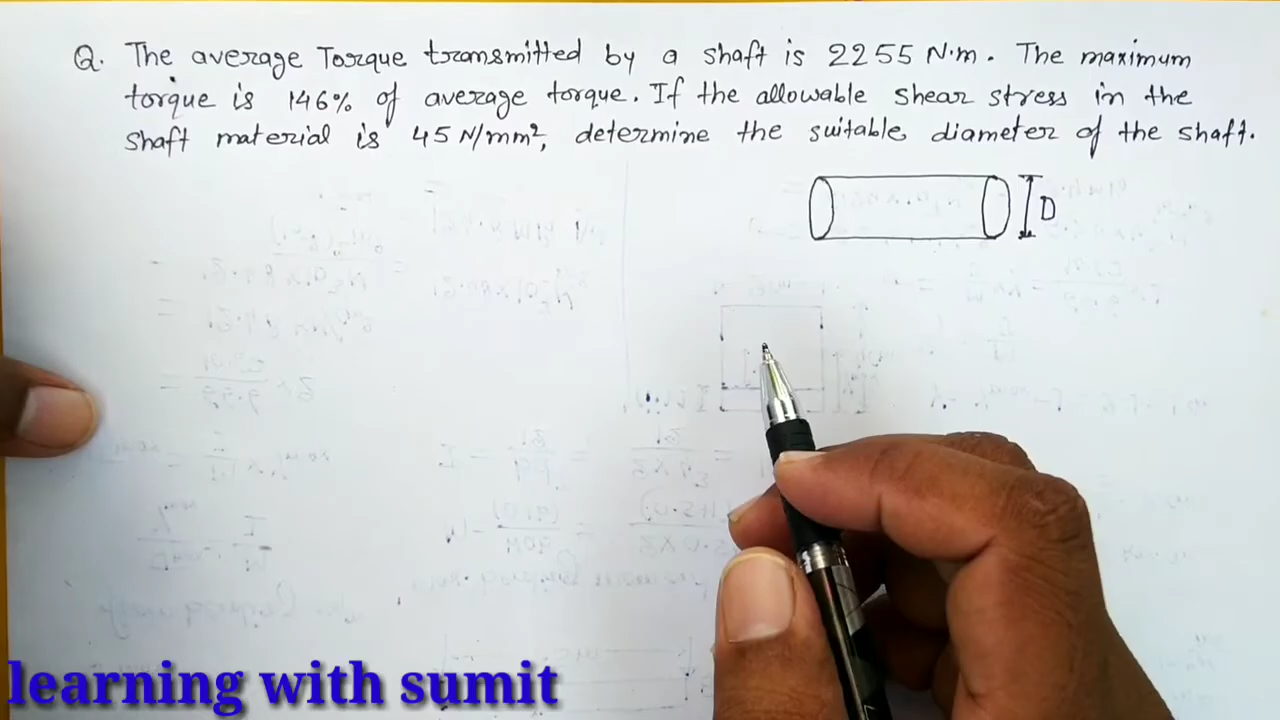 Q. The average Torque transmitted by a shaft is 2255 N·m. The maximum
torque is 146% of average torque. If the allowable shear stress in the
shaft material is 45 N/mm², determine the suitable diameter of the shaft.
D
learning with sumit